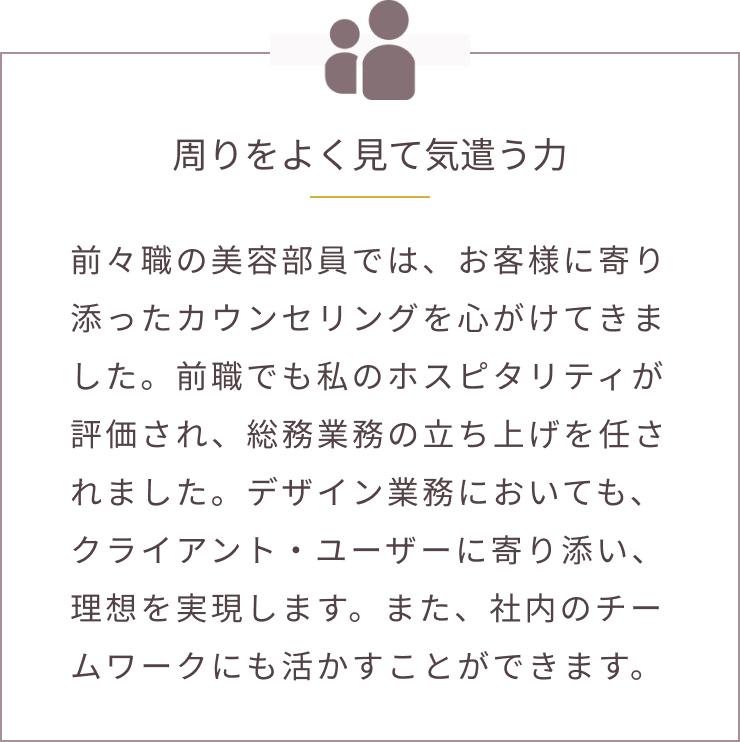 周りをよく見て気遣う力
前々職の美容部員では、お客様に寄り
添ったカウンセリングを心がけてきま
した。前職でも私のホスピタリティが
評価され、総務業務の立ち上げを任さ
れました。デザイン業務においても、
クライアント・ユーザーに寄り添い、
理想を実現します。また、社内のチー
ムワークにも活かすことができます。